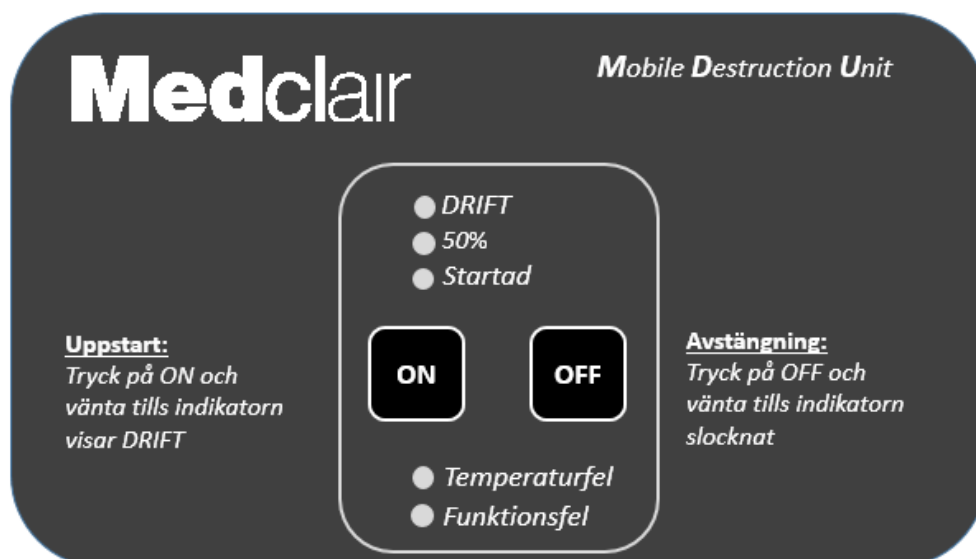 Medclair
Mobile Destruction Unit
DRIFT
50%
Startad
Uppstart:
Tryck på ON och
vänta tills indikatorn
visar DRIFT
ON
OFF
Avstängning:
Tryck på OFF och
vänta tills indikatorn
slocknat
Temperaturfel
Funktionsfel